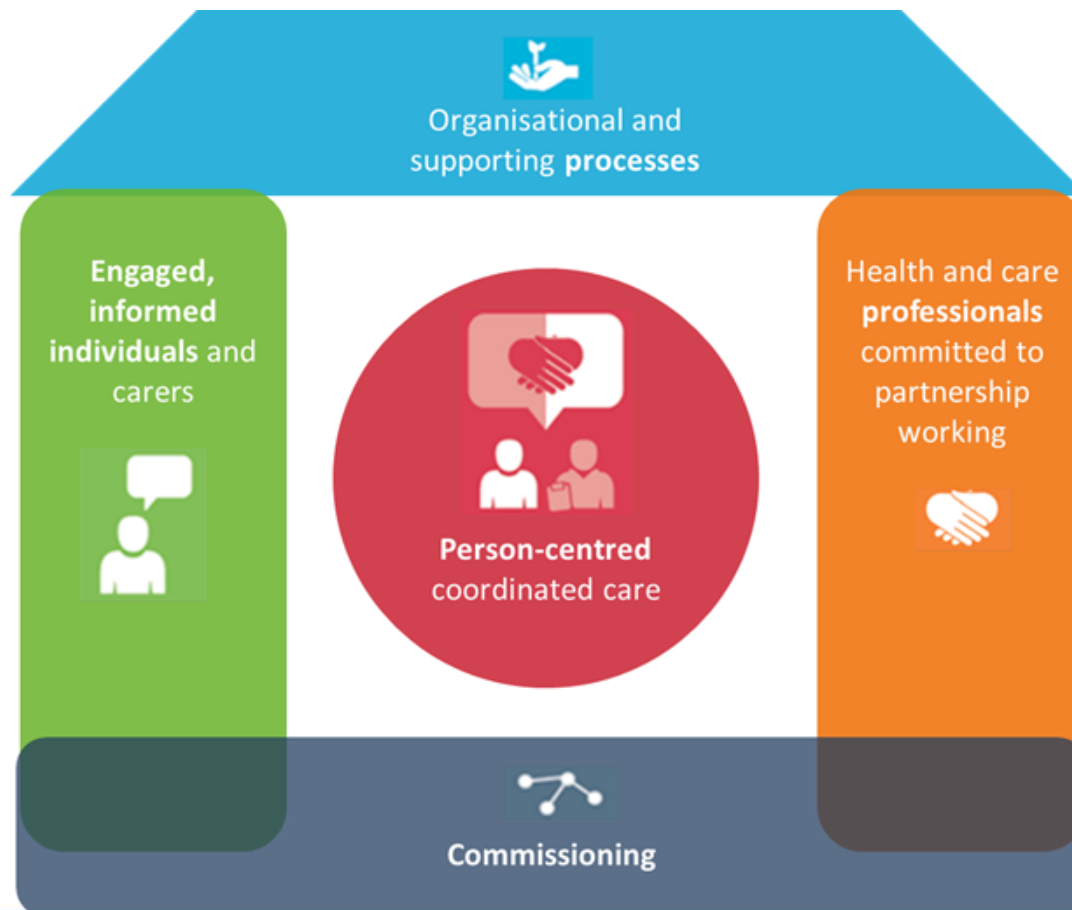 Organisational and
supporting processes
Engaged,
informed
individuals and
carers
Person-centred
coordinated care
Health and care
professionals
committed to
partnership
working
Commissioning